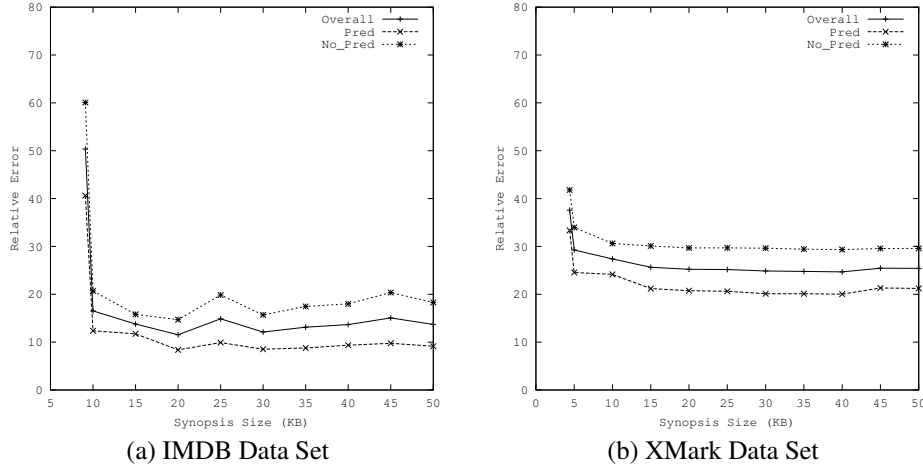 80
70
60
50
40
30
20
10
0
Relative Error
5 10 15 20 25 30 35 40 45 50
Synopsis Size (KB)
Overall
Pred
No_Pred
(a) IMDB Data Set
80
70
60
50
40
30
20
10
0
Relative Error
0 5 10 15 20 25 30 35 40 45 50
Synopsis Size (KB)
Overall
Pred
No_Pred
(b) XMark Data Set